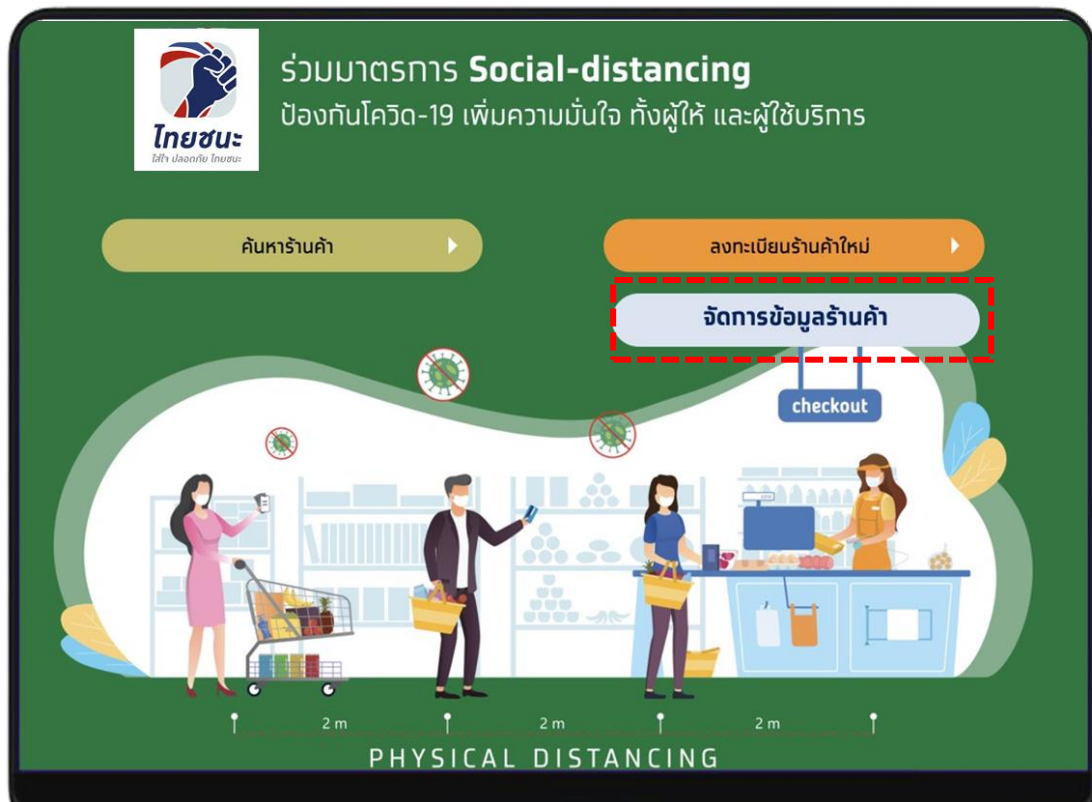 ไทยชนะ
ใส่ใจ ปลอดภัย ไทยชนะ
ร่วมมาตรการ Social-distancing
ป้องกันโควิด-19 เพิ่มความมั่นใจ ทั้งผู้ให้ และผู้ใช้บริการ
ค้นหาร้านค้า
ลงทะเบียนร้านค้าใหม่
จัดการข้อมูลร้านค้า
checkout
2 m
2 m
2 m
PHYSICAL DISTANCING